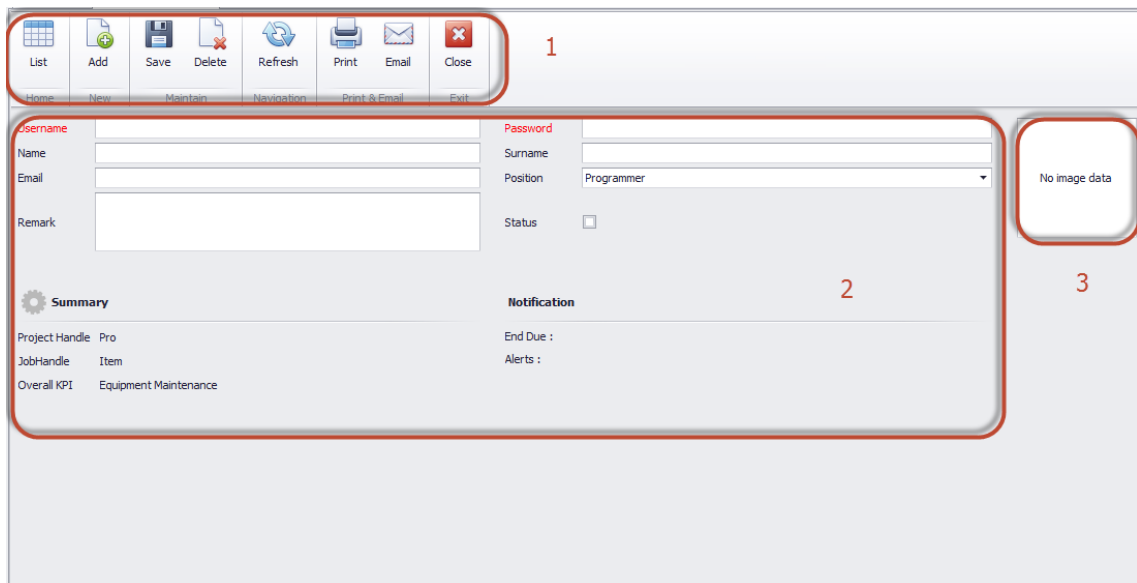 List Add Save Delete Refresh Print Email Close
1
Home New Maintain Navigation Print & Email Exit
Username Password
Name Surname
Email Position Programmer
No image data
Remark Status
3
2
Summary Notification
Project Handle Pro End Due :
JobHandle Item Alerts :
Overall KPI Equipment Maintenance